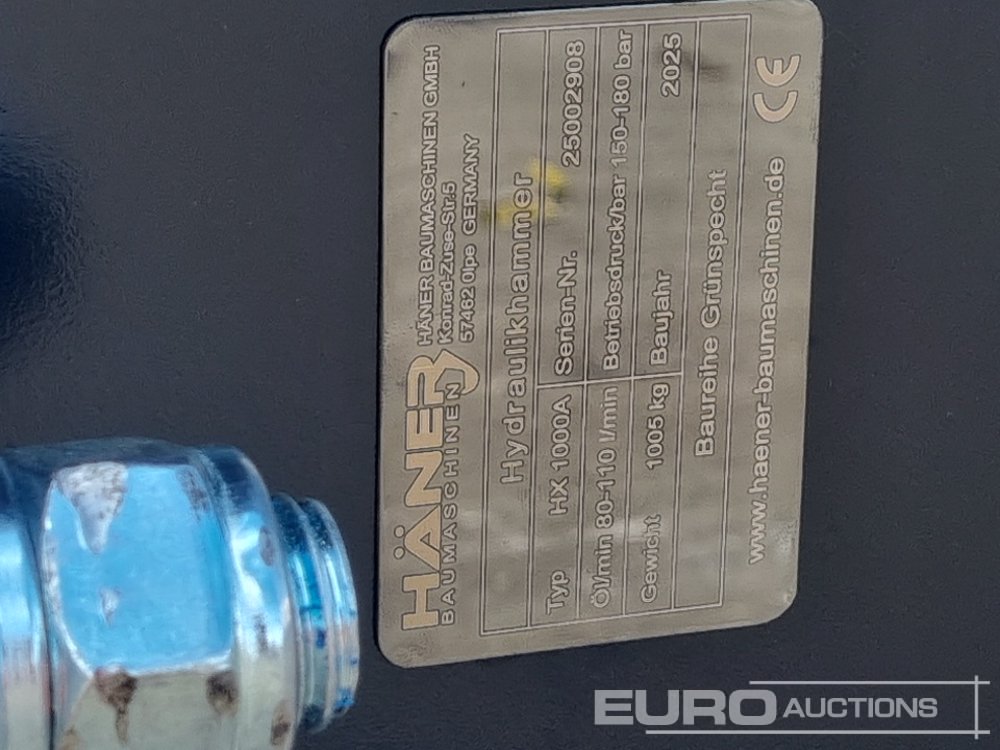 HÄNER
BAUMASCHINEN
HÄNER BAUMASCHINEN GMBH
Konrad-Zuse-Str.5
57462 Olpe GERMANY
Hydraulikhammer
Typ HX 1000A Serien-Nr. 25002908
Öl/min 80-110 l/min Betriebsdruck/bar 150-180 bar
Gewicht 1005 kg Baujahr 2025
Baureihe Grünspecht
www.haener-baumaschinen.de CE
EURO AUCTIONS